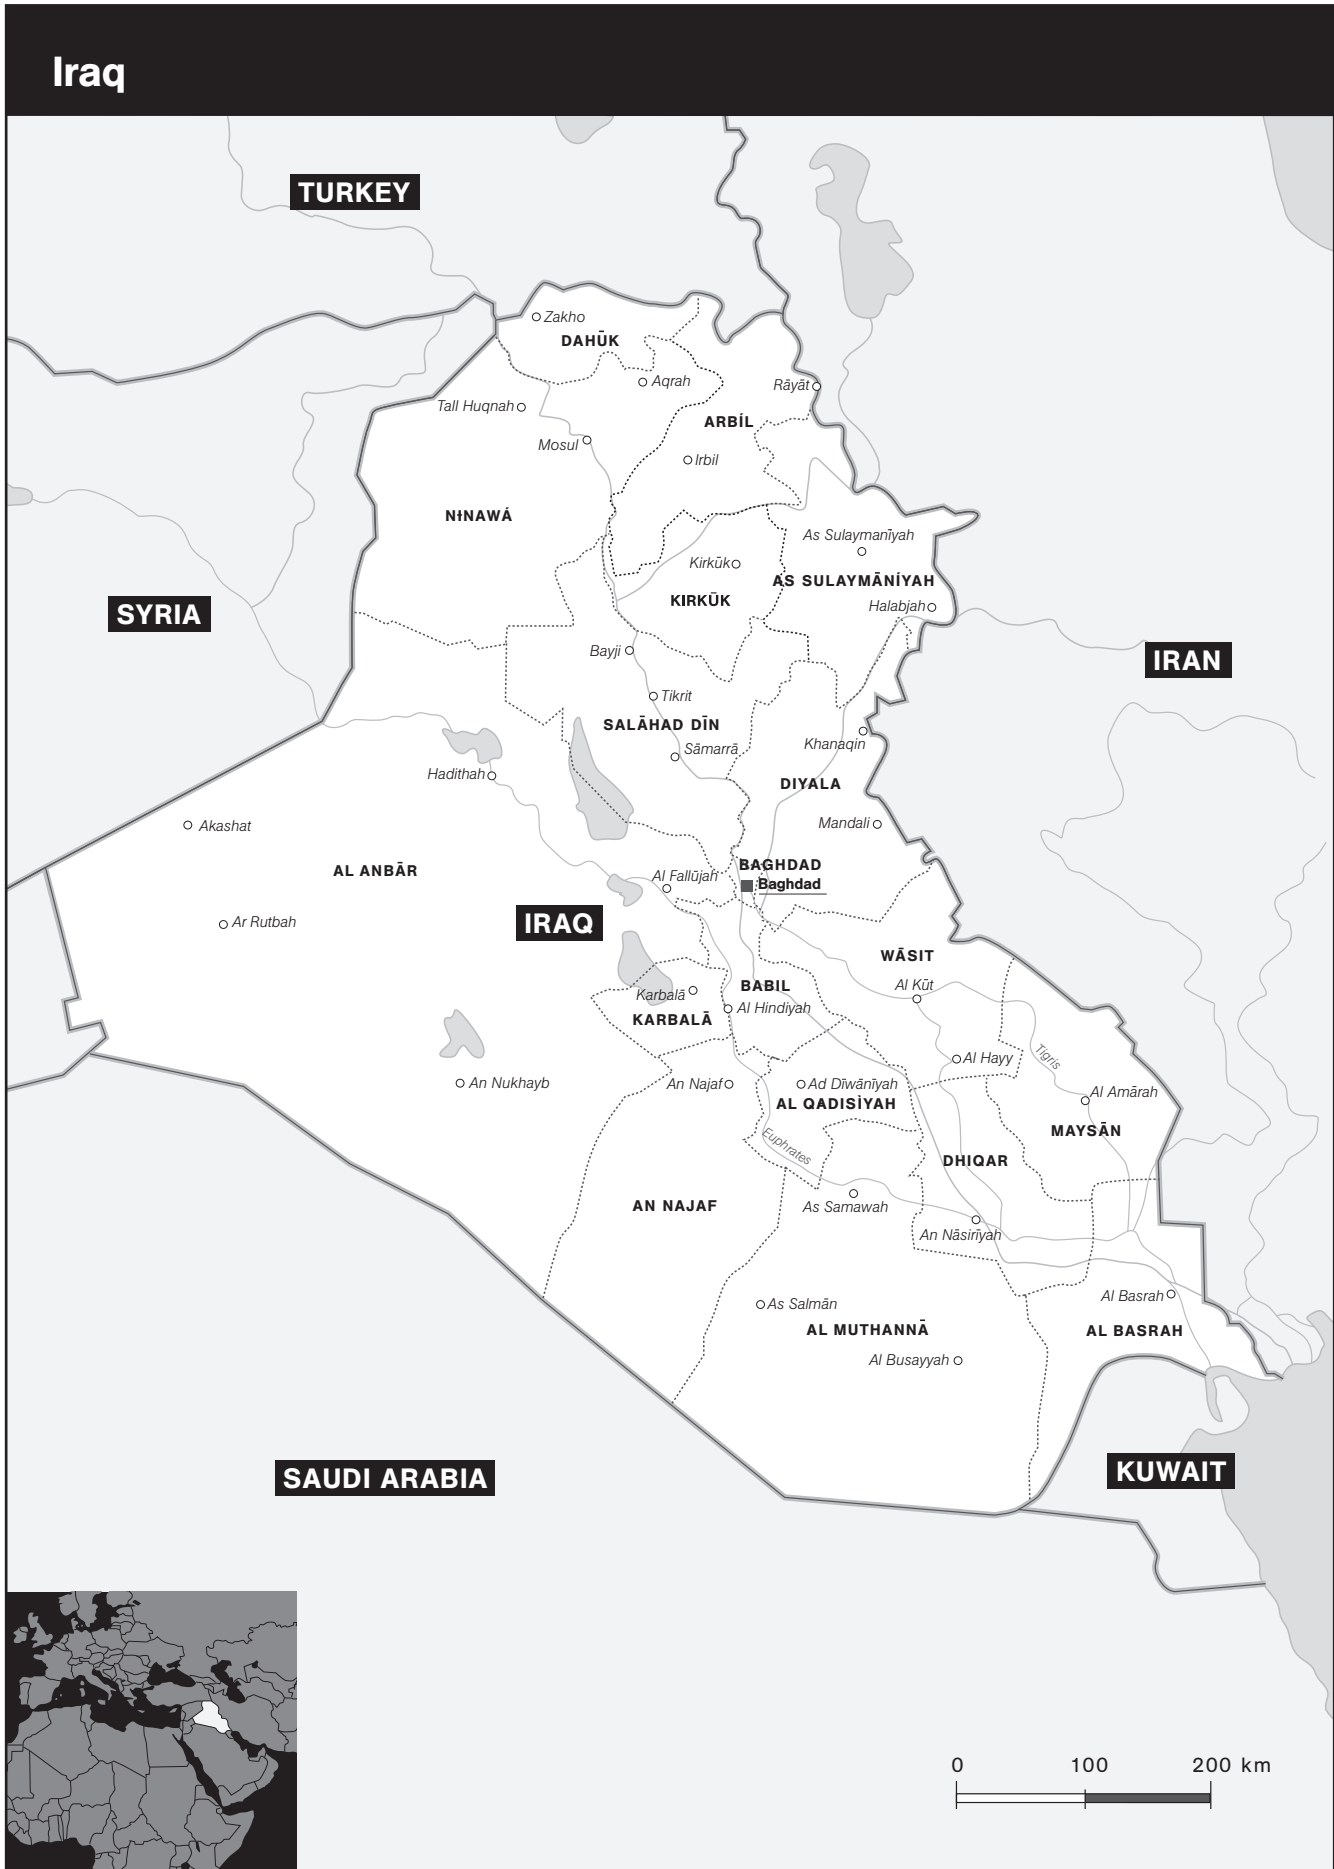 Iraq
TURKEY
Zakho
DAHŪK
Aqrah
Rāyāt
Tall Huqnah
ARBÍL
Mosul
Irbil
NƗNAWÁ
As Sulaymanīyah
Kirkūk
AS SULAYMĀNÍYAH
KIRKŪK
Halabjah
SYRIA
Bayji
IRAN
Tikrit
SALĀHAD DĪN
Sāmarrā
Khanaqin
Hadithah
DIYALA
Akashat
Mandali
AL ANBĀR
BAGHDAD
Al Fallūjah
Baghdad
Ar Rutbah
IRAQ
WĀSIT
BABIL
Al Kūt
Karbalā
Al Hindiyah
KARBALĀ
Tigris
Al Hayy
An Nukhayb
An Najaf
Ad Dīwānīyah
Al Amārah
AL QADISÌYAH
MAYSĀN
Euphrates
DHIQAR
AN NAJAF
As Samawah
An Nāsirīyah
As Salmān
Al Basrah
AL MUTHANNĀ
AL BASRAH
Al Busayyah
SAUDI ARABIA
KUWAIT
0 100 200 km